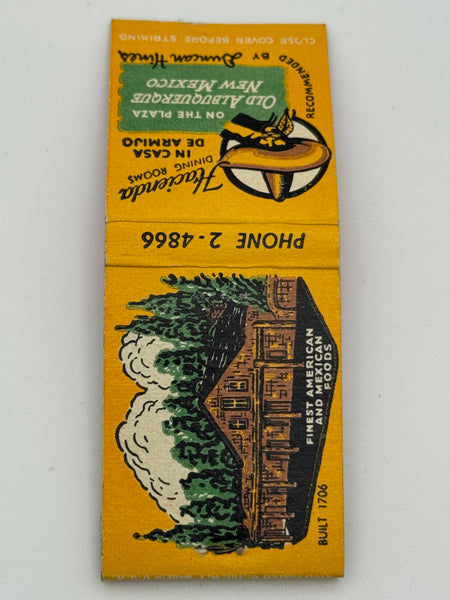 CLOSE COVER BEFORE STRIKING
RECOMMENDED BY Duncan Hines
ON THE PLAZA
OLD ALBUQUERQUE
NEW MEXICO
Hacienda
DINING ROOMS
IN CASA
DE ARMIJO
PHONE 2-4866
FINEST AMERICAN
AND MEXICAN
FOODS
BUILT 1706